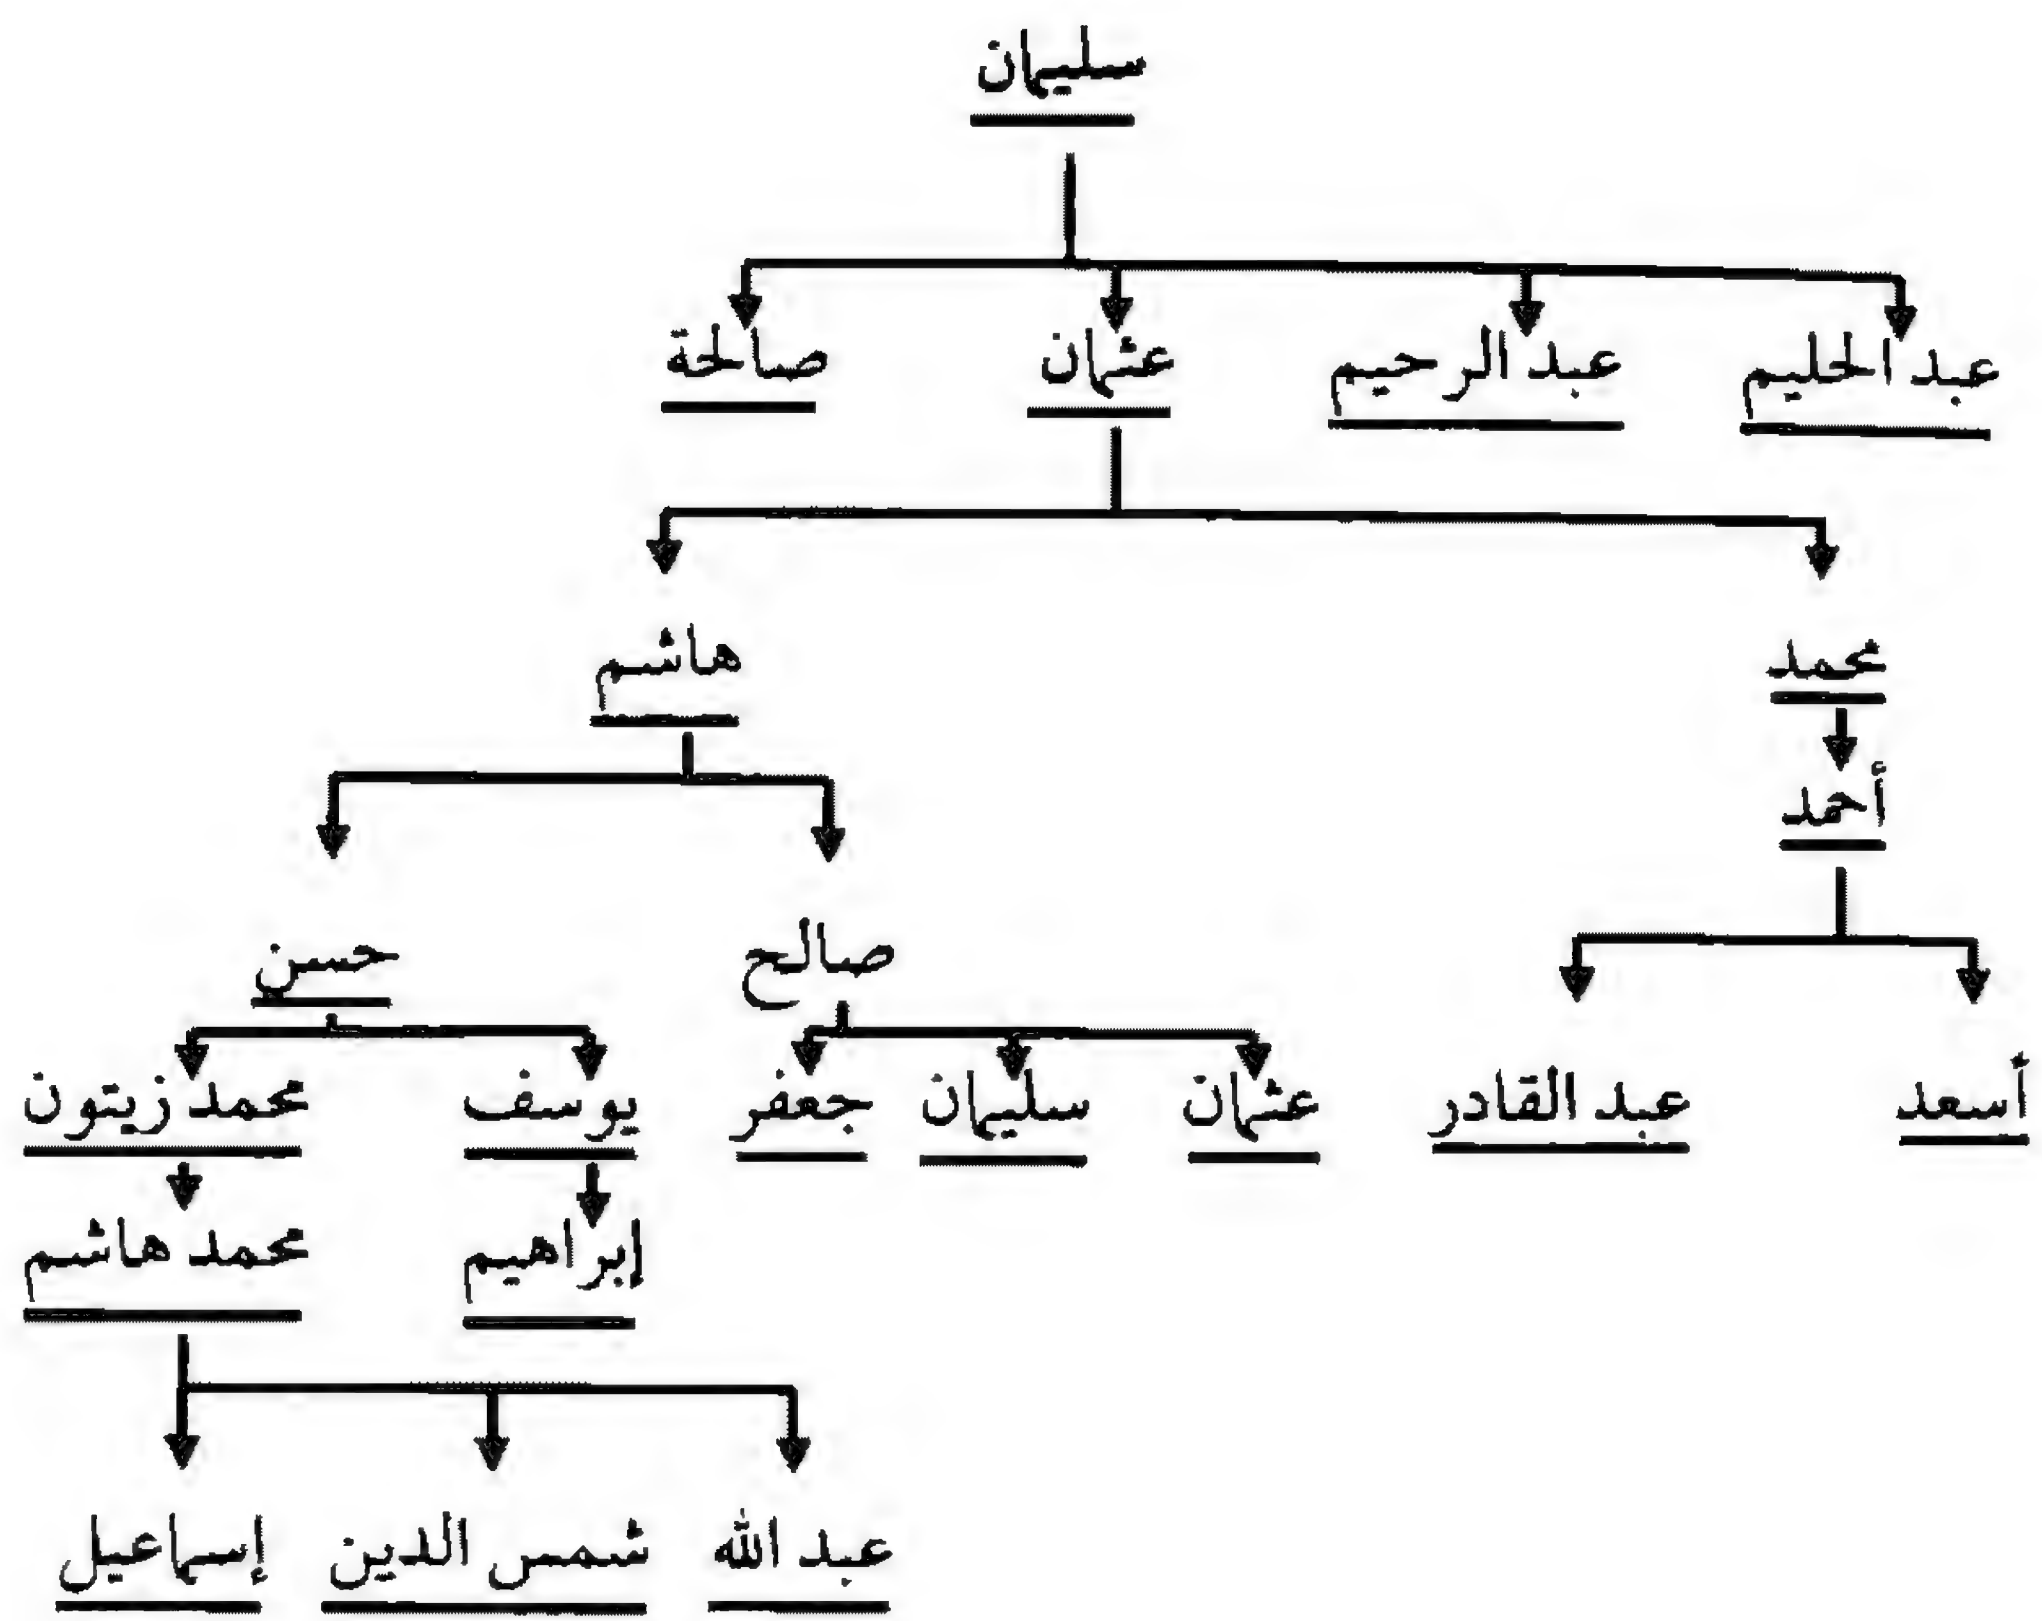 سليمان
عبد الحليم عبد الرحيم عثمان صالحة
محمد هاشم
أحمد
صالح حسن
أسعد عبد القادر عثمان سليمان جعفر يوسف محمد زيتون
إبراهيم محمد هاشم
عبد الله شمس الدين إسماعيل